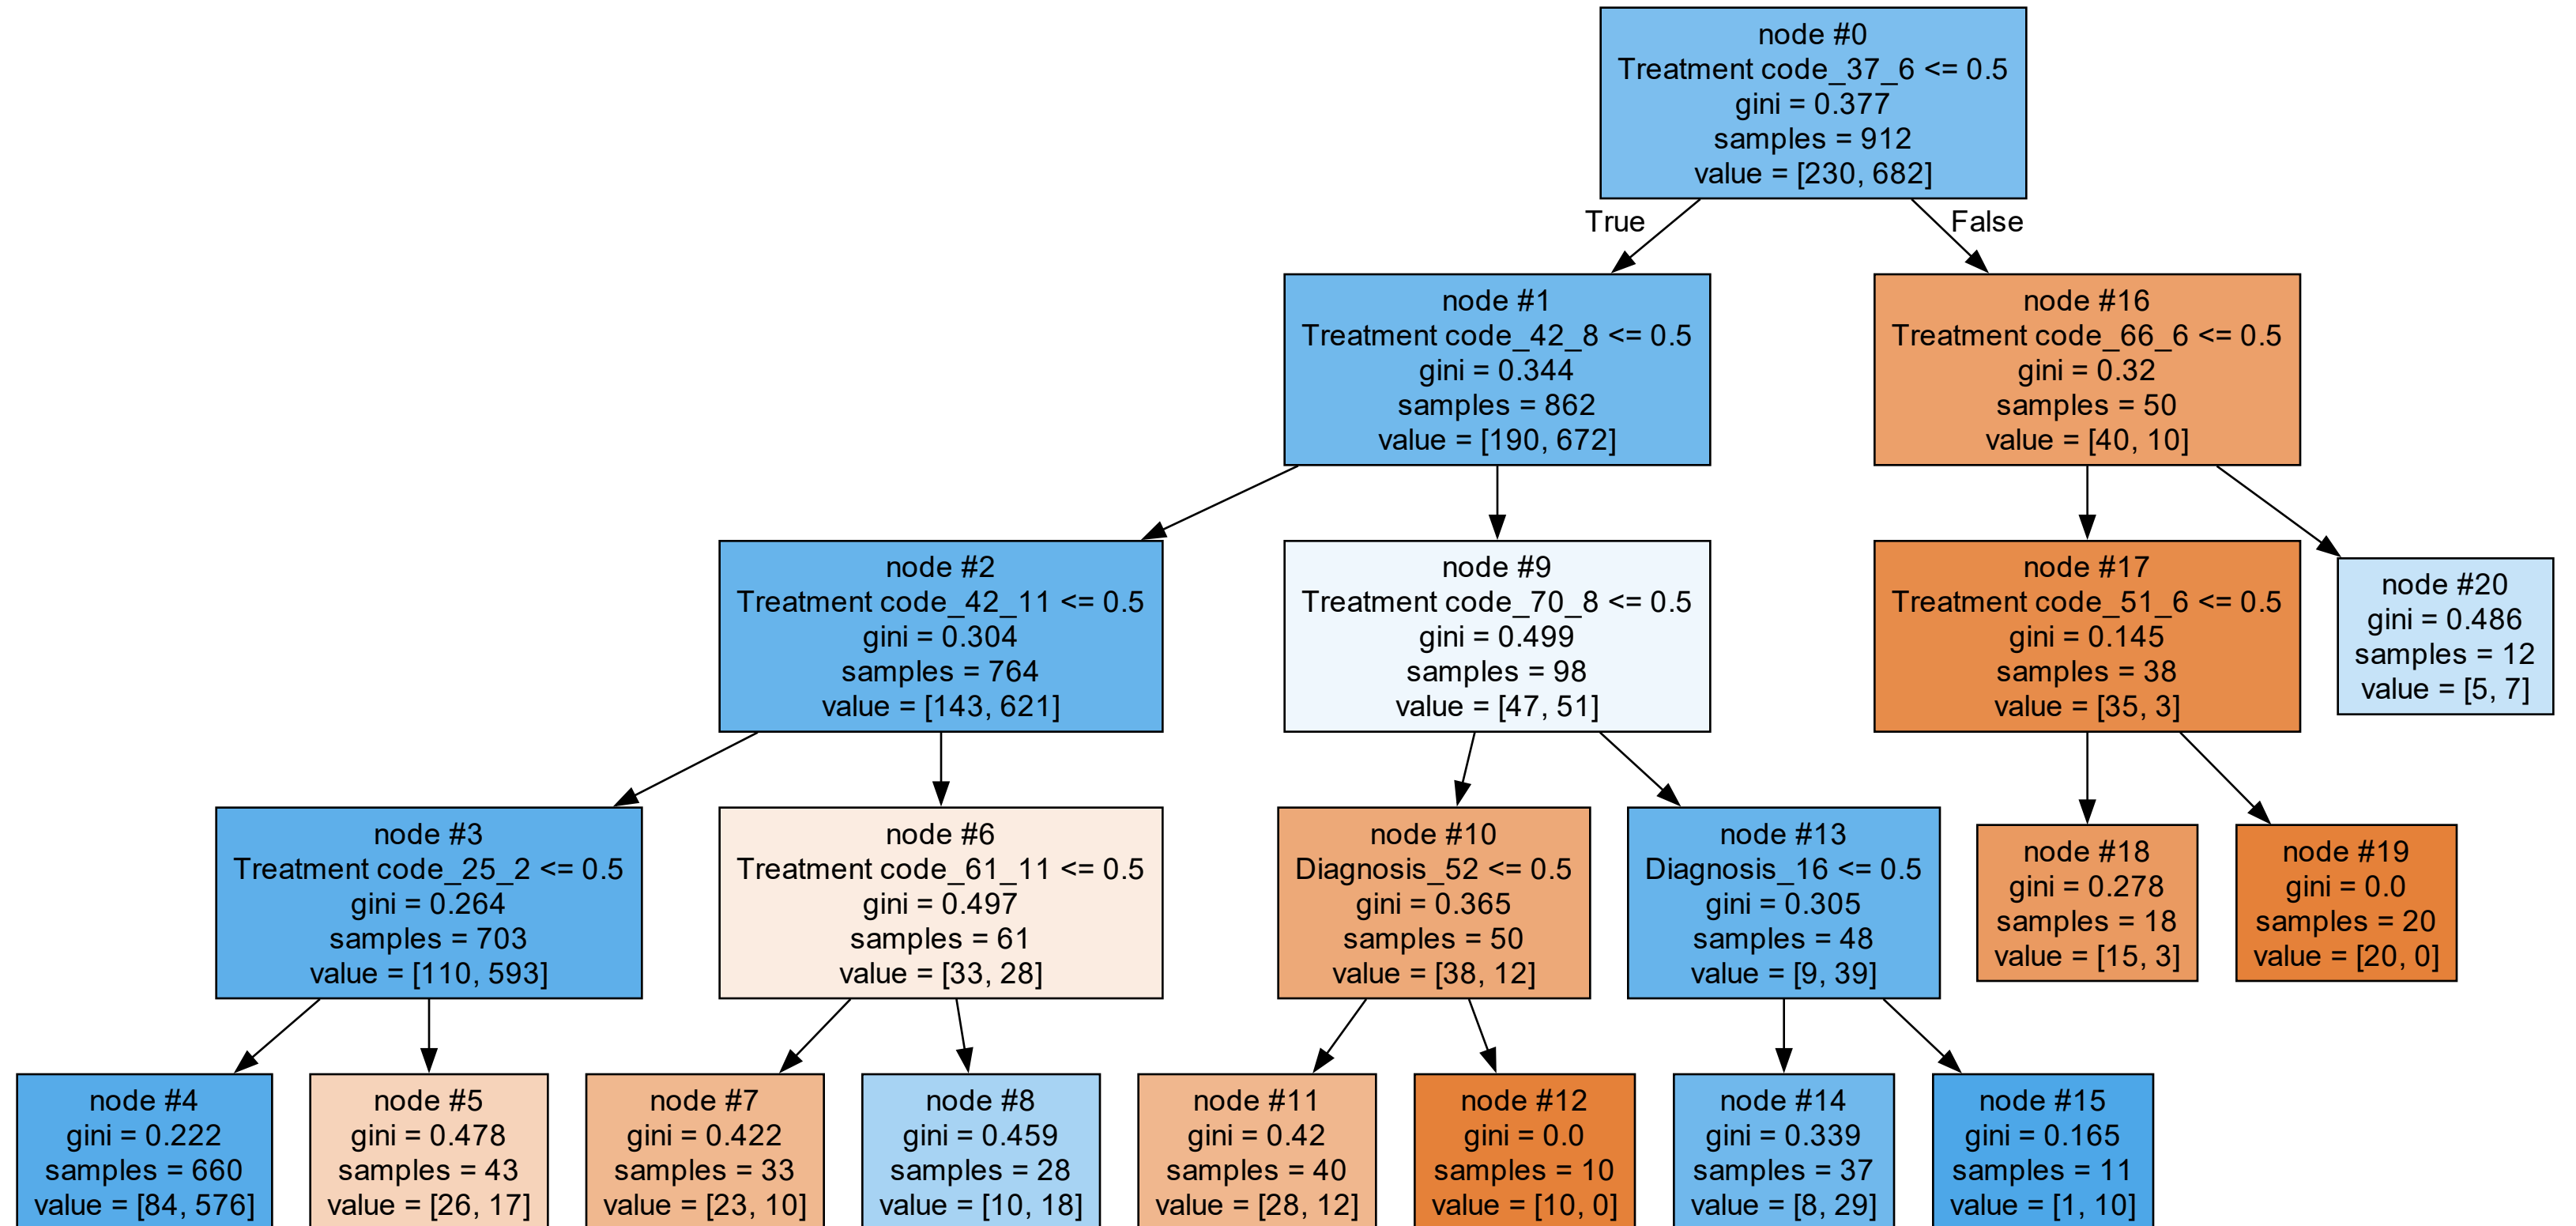 node #0
Treatment code_37_6 <= 0.5
gini = 0.377
samples = 912
value = [230, 682]
True
False
node #1
Treatment code_42_8 <= 0.5
gini = 0.344
samples = 862
value = [190, 672]
node #16
Treatment code_66_6 <= 0.5
gini = 0.32
samples = 50
value = [40, 10]
node #2
Treatment code_42_11 <= 0.5
gini = 0.304
samples = 764
value = [143, 621]
node #9
Treatment code_70_8 <= 0.5
gini = 0.499
samples = 98
value = [47, 51]
node #17
Treatment code_51_6 <= 0.5
gini = 0.145
samples = 38
value = [35, 3]
node #20
gini = 0.486
samples = 12
value = [5, 7]
node #3
Treatment code_25_2 <= 0.5
gini = 0.264
samples = 703
value = [110, 593]
node #6
Treatment code_61_11 <= 0.5
gini = 0.497
samples = 61
value = [33, 28]
node #10
Diagnosis_52 <= 0.5
gini = 0.365
samples = 50
value = [38, 12]
node #13
Diagnosis_16 <= 0.5
gini = 0.305
samples = 48
value = [9, 39]
node #18
gini = 0.278
samples = 18
value = [15, 3]
node #19
gini = 0.0
samples = 20
value = [20, 0]
node #4
gini = 0.222
samples = 660
value = [84, 576]
node #5
gini = 0.478
samples = 43
value = [26, 17]
node #7
gini = 0.422
samples = 33
value = [23, 10]
node #8
gini = 0.459
samples = 28
value = [10, 18]
node #11
gini = 0.42
samples = 40
value = [28, 12]
node #12
gini = 0.0
samples = 10
value = [10, 0]
node #14
gini = 0.339
samples = 37
value = [8, 29]
node #15
gini = 0.165
samples = 11
value = [1, 10]